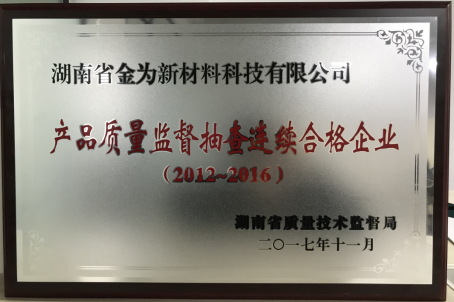 湖南省金为新材料科技有限公司
产品质量监督抽查连续合格企业
(2012~2016)
湖南省质量技术监督局
二〇一七年十一月